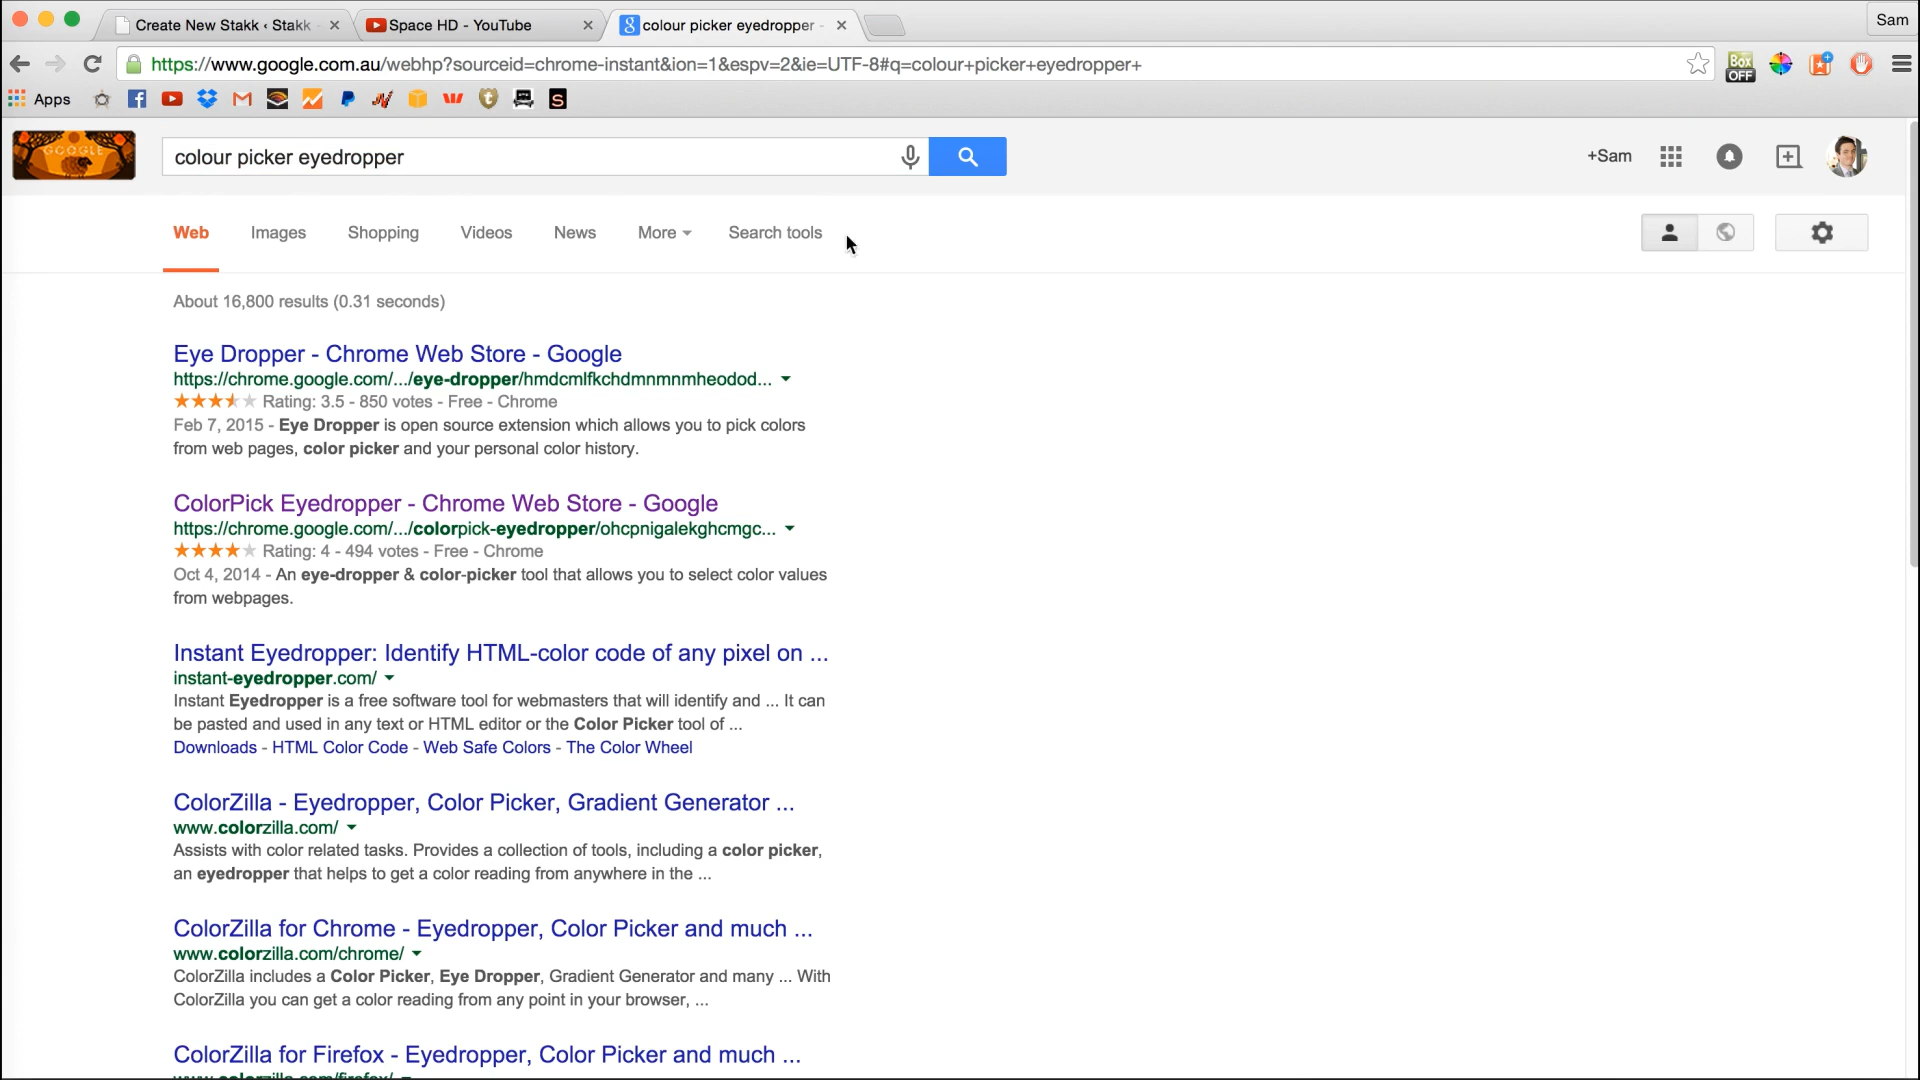 Create New Stakk ‹ Stakk
Space HD - YouTube
colour picker eyedropper -
Sam
https://www.google.com.au/webhp?sourceid=chrome-instant&ion=1&espv=2&ie=UTF-8#q=colour+picker+eyedropper+
Box
OFF
Apps
GOOGLE
colour picker eyedropper
+Sam
Web Images Shopping Videos News More Search tools
About 16,800 results (0.31 seconds)
Eye Dropper - Chrome Web Store - Google
https://chrome.google.com/.../eye-dropper/hmdcmlfkchdmnmnmheodod...
Rating: 3.5 - 850 votes - Free - Chrome
Feb 7, 2015 - Eye Dropper is open source extension which allows you to pick colors
from web pages, color picker and your personal color history.
ColorPick Eyedropper - Chrome Web Store - Google
https://chrome.google.com/.../colorpick-eyedropper/ohcpnigalekghcmgc...
Rating: 4 - 494 votes - Free - Chrome
Oct 4, 2014 - An eye-dropper & color-picker tool that allows you to select color values
from webpages.
Instant Eyedropper: Identify HTML-color code of any pixel on ...
instant-eyedropper.com/
Instant Eyedropper is a free software tool for webmasters that will identify and ... It can
be pasted and used in any text or HTML editor or the Color Picker tool of ...
Downloads - HTML Color Code - Web Safe Colors - The Color Wheel
ColorZilla - Eyedropper, Color Picker, Gradient Generator ...
www.colorzilla.com/
Assists with color related tasks. Provides a collection of tools, including a color picker,
an eyedropper that helps to get a color reading from anywhere in the ...
ColorZilla for Chrome - Eyedropper, Color Picker and much ...
www.colorzilla.com/chrome/
ColorZilla includes a Color Picker, Eye Dropper, Gradient Generator and many ... With
ColorZilla you can get a color reading from any point in your browser, ...
ColorZilla for Firefox - Eyedropper, Color Picker and much ...
www.colorzilla.com/firefox/